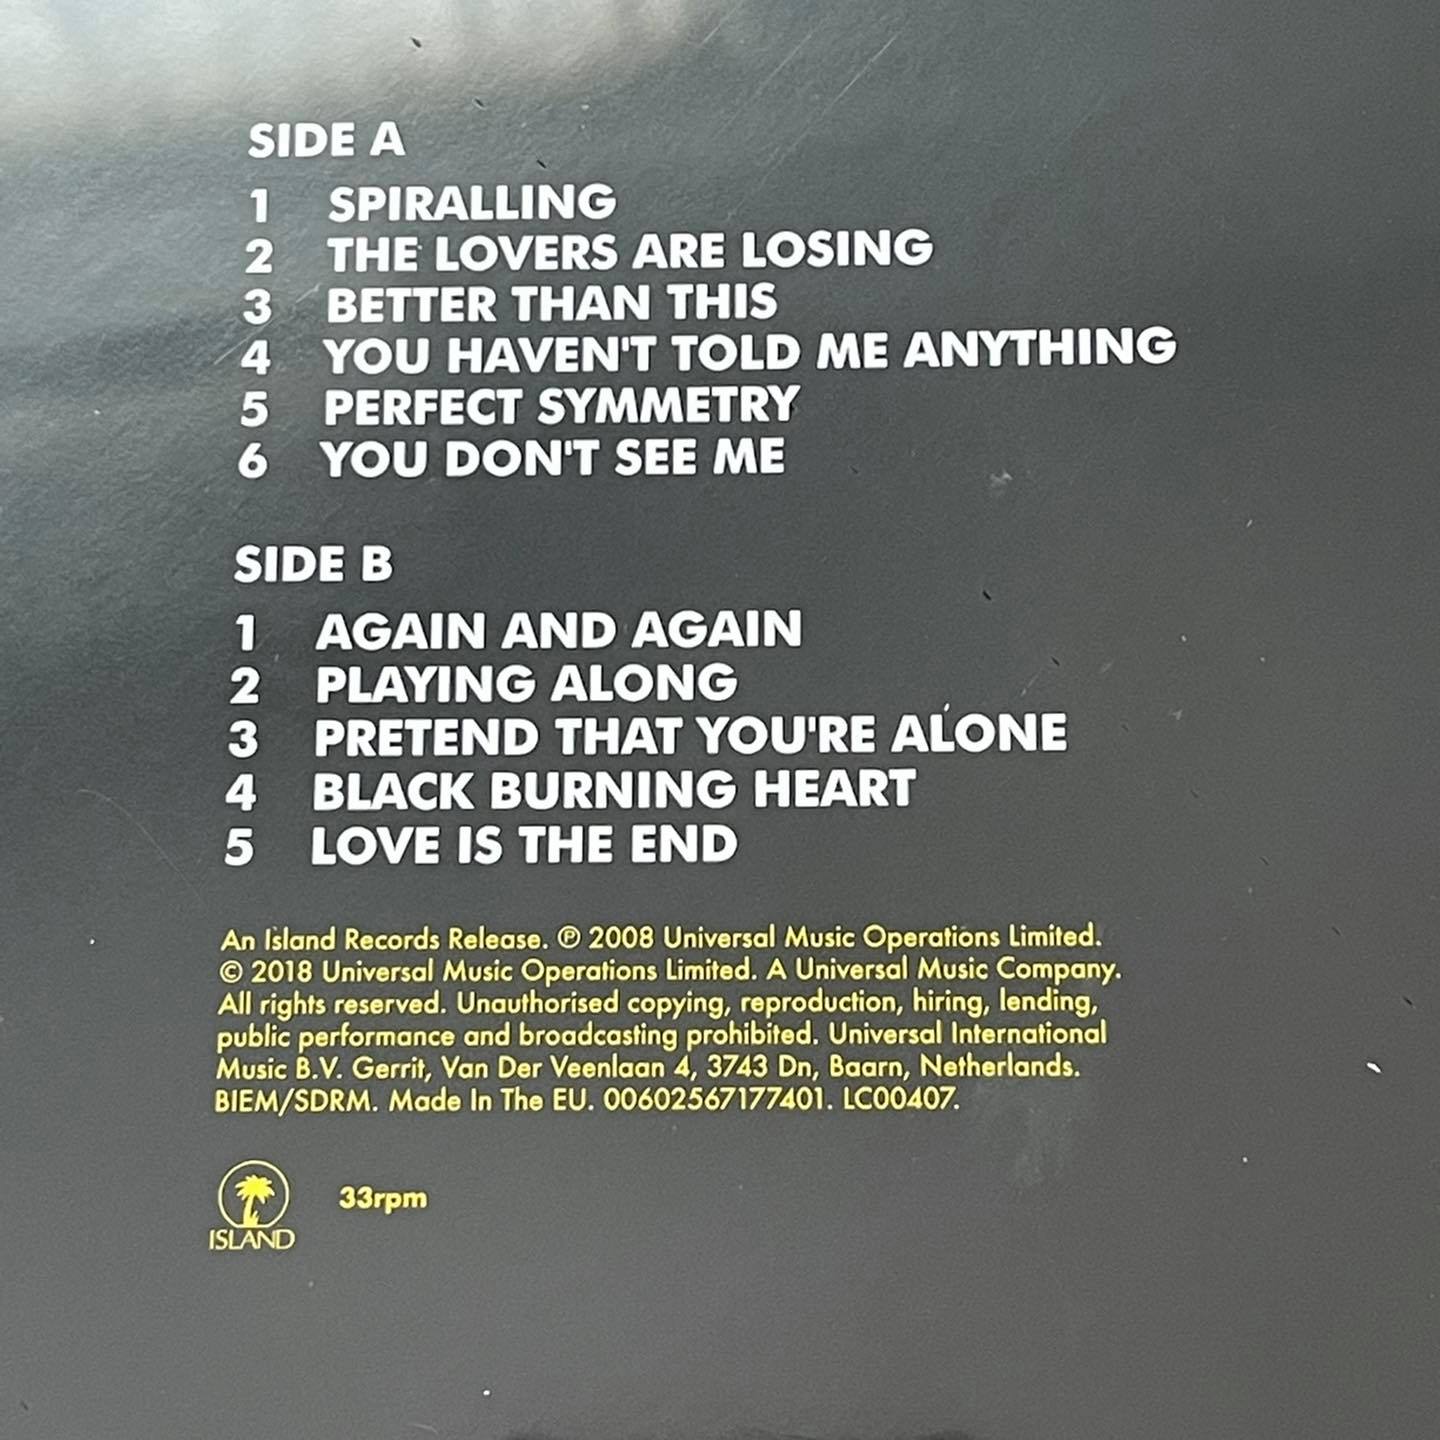 SIDE A
1 SPIRALLING
2 THE LOVERS ARE LOSING
3 BETTER THAN THIS
4 YOU HAVEN'T TOLD ME ANYTHING
5 PERFECT SYMMETRY
6 YOU DON'T SEE ME
SIDE B
1 AGAIN AND AGAIN
2 PLAYING ALONG
3 PRETEND THAT YOU'RE ALONE
4 BLACK BURNING HEART
5 LOVE IS THE END
An Island Records Release. ℗ 2008 Universal Music Operations Limited.
© 2018 Universal Music Operations Limited. A Universal Music Company.
All rights reserved. Unauthorised copying, reproduction, hiring, lending,
public performance and broadcasting prohibited. Universal International
Music B.V. Gerrit, Van Der Veenlaan 4, 3743 Dn, Baarn, Netherlands.
BIEM/SDRM. Made In The EU. 00602567177401. LC00407.
33rpm
ISLAND